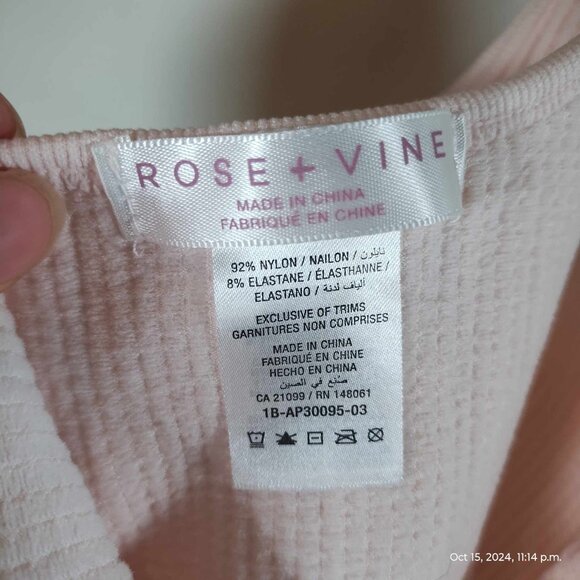 ROSE + VINE
MADE IN CHINA
FABRIQUÉ EN CHINE
92% NYLON / NAILON / نايلون
8% ELASTANE / ÉLASTHANNE /
ELASTANO / ألياف لدنة
EXCLUSIVE OF TRIMS
GARNITURES NON COMPRISES
MADE IN CHINA
FABRIQUÉ EN CHINE
HECHO EN CHINA
صنع في الصين
CA 21099 / RN 148061
1B-AP30095-03
Oct 15, 2024, 11:14 p.m.